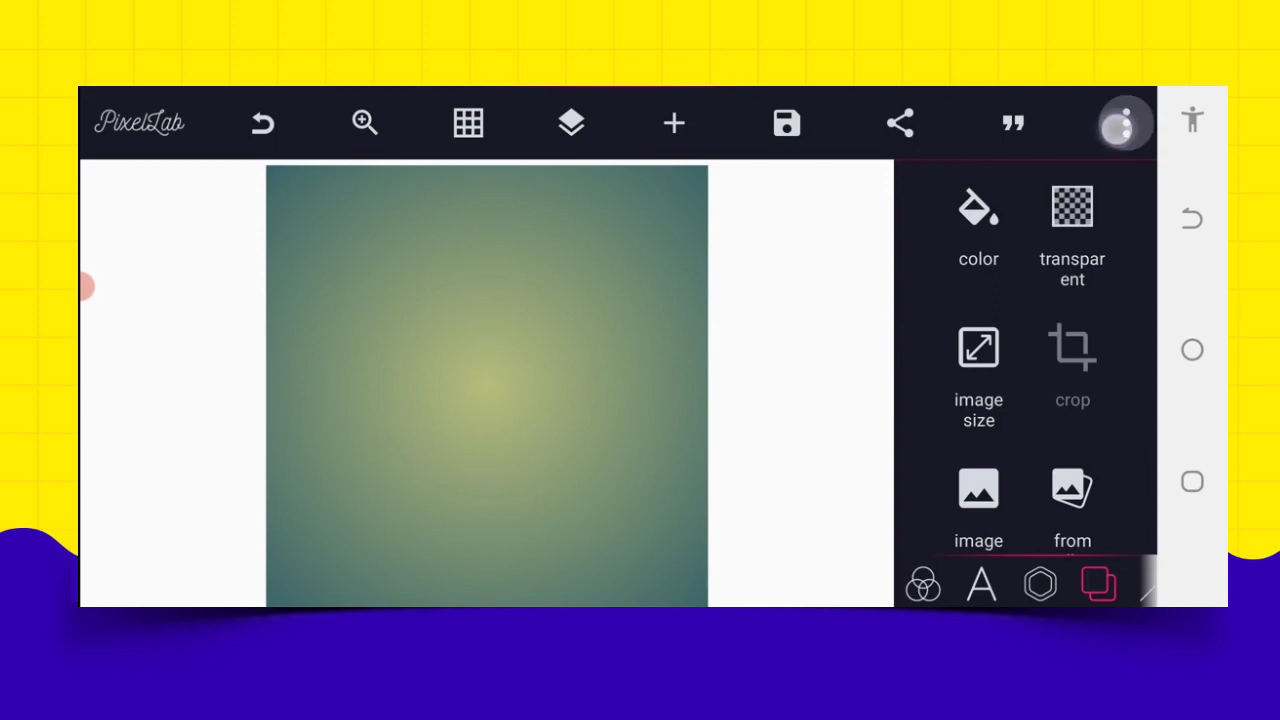 PixelLab
color
transpar
ent
image
size
crop
image
from